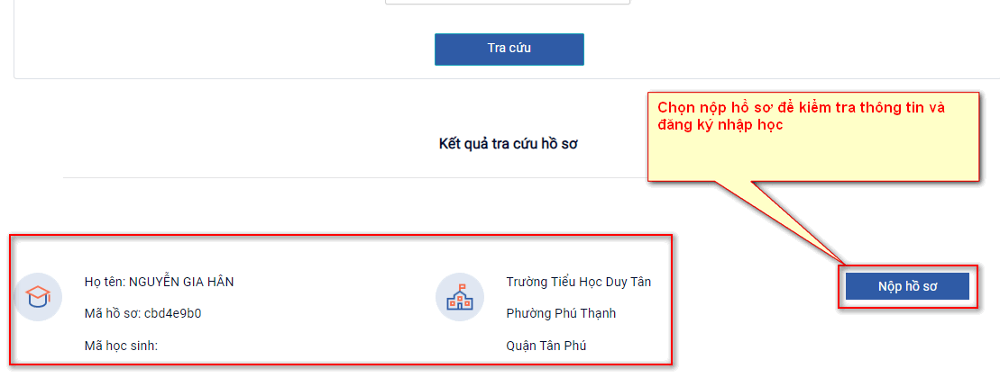 Tra cứu
Chọn nộp hồ sơ để kiểm tra thông tin và
đăng ký nhập học
Kết quả tra cứu hồ sơ
Họ tên: NGUYỄN GIA HÂN
Mã hồ sơ: cbd4e9b0
Mã học sinh:
Trường Tiểu Học Duy Tân
Phường Phú Thạnh
Quận Tân Phú
Nộp hồ sơ